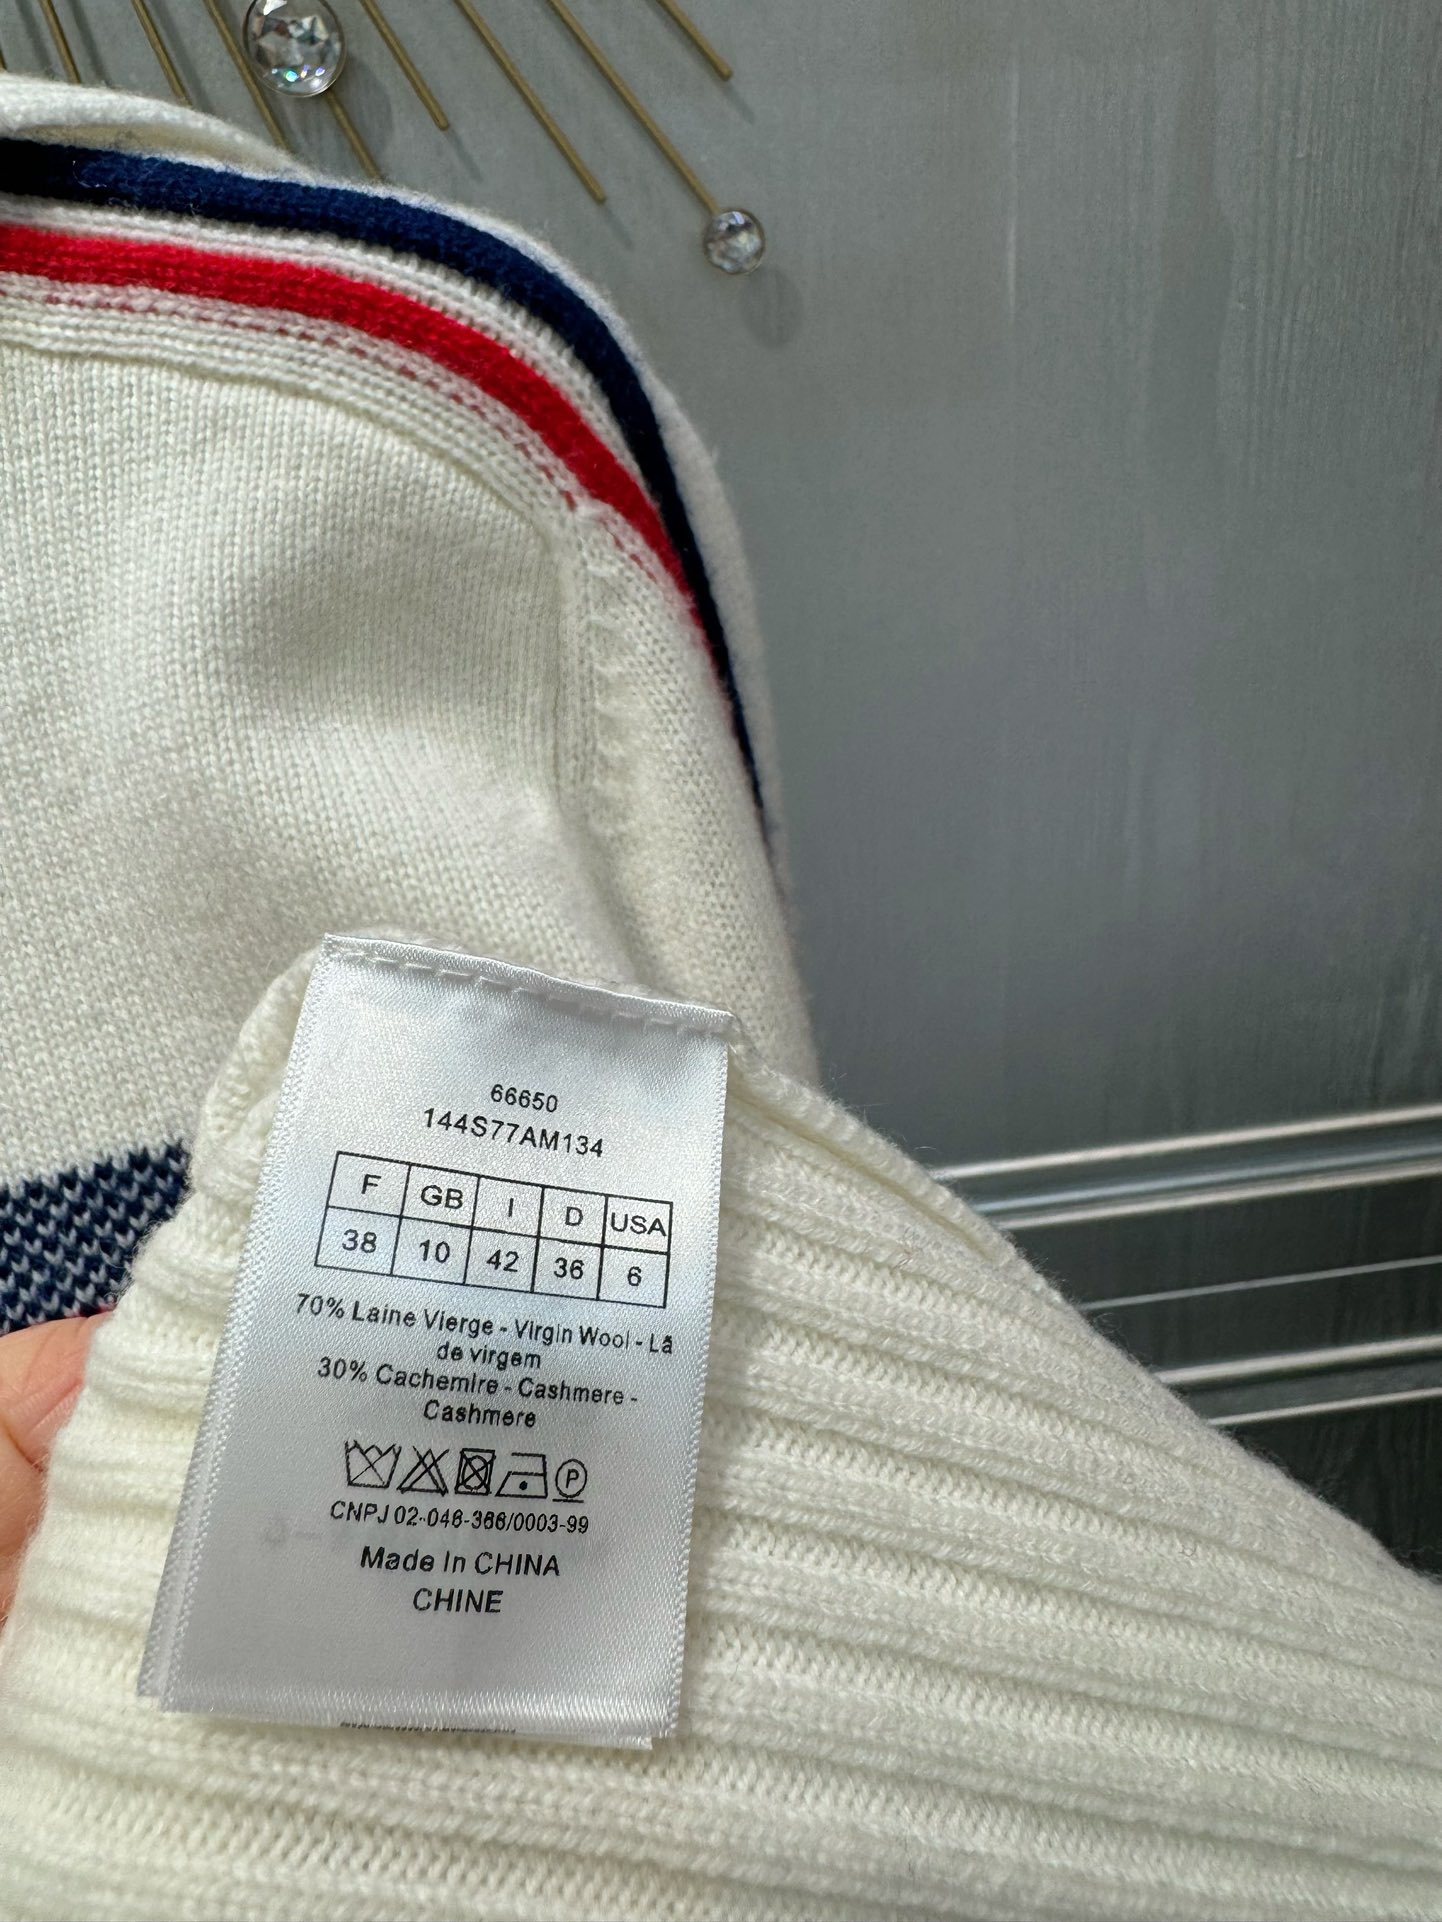 66650
144S77AM134
F GB I D USA
38 10 42 36 6
70% Laine Vierge - Virgin Wool - Lã
de virgem
30% Cachemire - Cashmere -
Cashmere
P
CNPJ 02-046-366/0003-99
Made In CHINA
CHINE